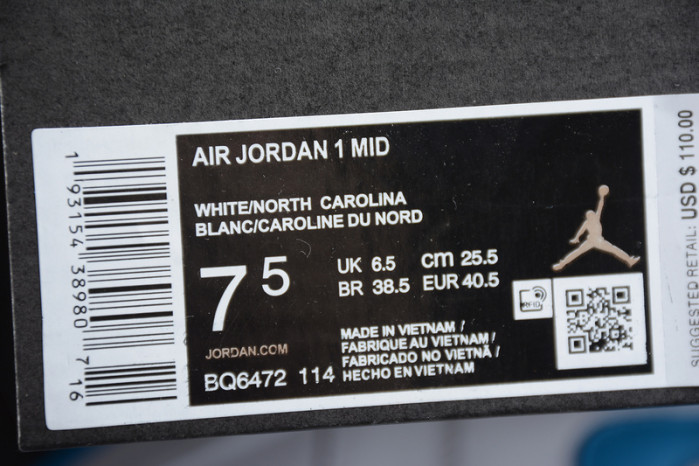 AIR JORDAN 1 MID
WHITE/NORTH CAROLINA
BLANC/CAROLINE DU NORD
7 5
UK 6.5 cm 25.5
BR 38.5 EUR 40.5
JORDAN.COM
BQ6472 114
MADE IN VIETNAM /
FABRIQUE AU VIETNAM /
FABRICADO NO VIETNÃ /
HECHO EN VIETNAM
RFID
1 93154 38980 7 16
SUGGESTED RETAIL: USD $ 110.00